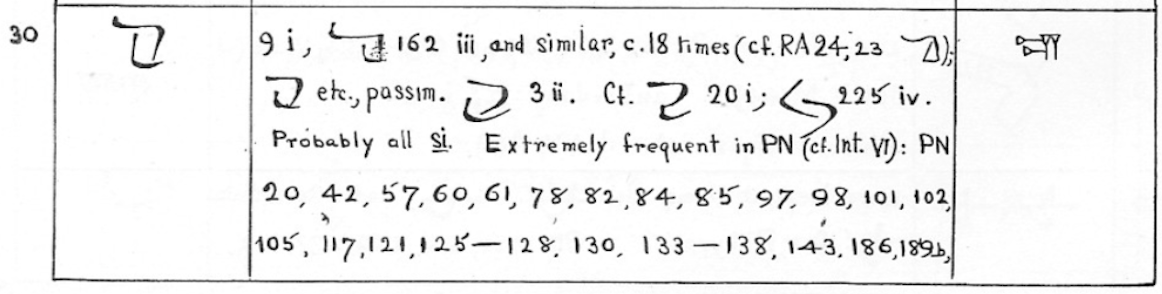 30 9 i, 162 iii, and similar, c.18 times (cf. RA 24, 23 );
etc., passim. 3 ii. Cf. 20 i; 225 iv.
Probably all si. Extremely frequent in PN (cf. Int. VI): PN
20, 42, 57, 60, 61, 78, 82, 84, 85, 97, 98, 101, 102,
105, 117, 121, 125—128, 130, 133—138, 143, 186, 189b,